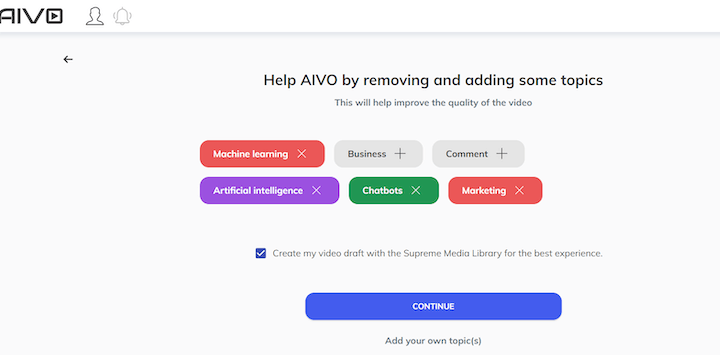 AIVO
Help AIVO by removing and adding some topics
This will help improve the quality of the video
Machine learning Business Comment
Artificial intelligence Chatbots Marketing
Create my video draft with the Supreme Media Library for the best experience.
CONTINUE
Add your own topic(s)